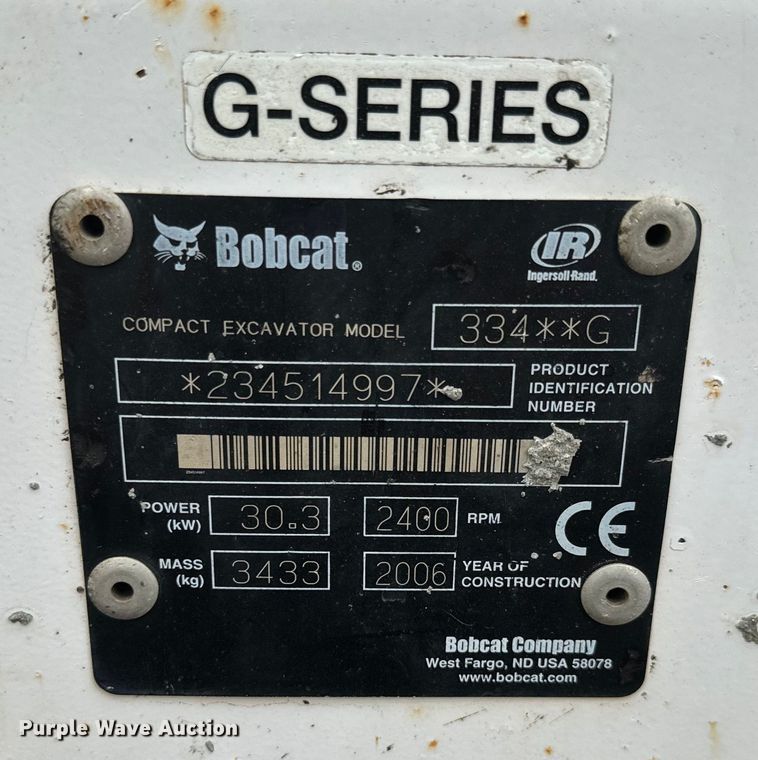 G-SERIES
Bobcat®
IR
Ingersoll-Rand®
COMPACT EXCAVATOR MODEL 334**G
*234514997* PRODUCT IDENTIFICATION NUMBER
234514997
POWER (kW) 30.3 2400 RPM
CE
MASS (kg) 3433 2006 YEAR OF CONSTRUCTION
Bobcat Company
West Fargo, ND USA 58078
www.bobcat.com
Purple Wave Auction